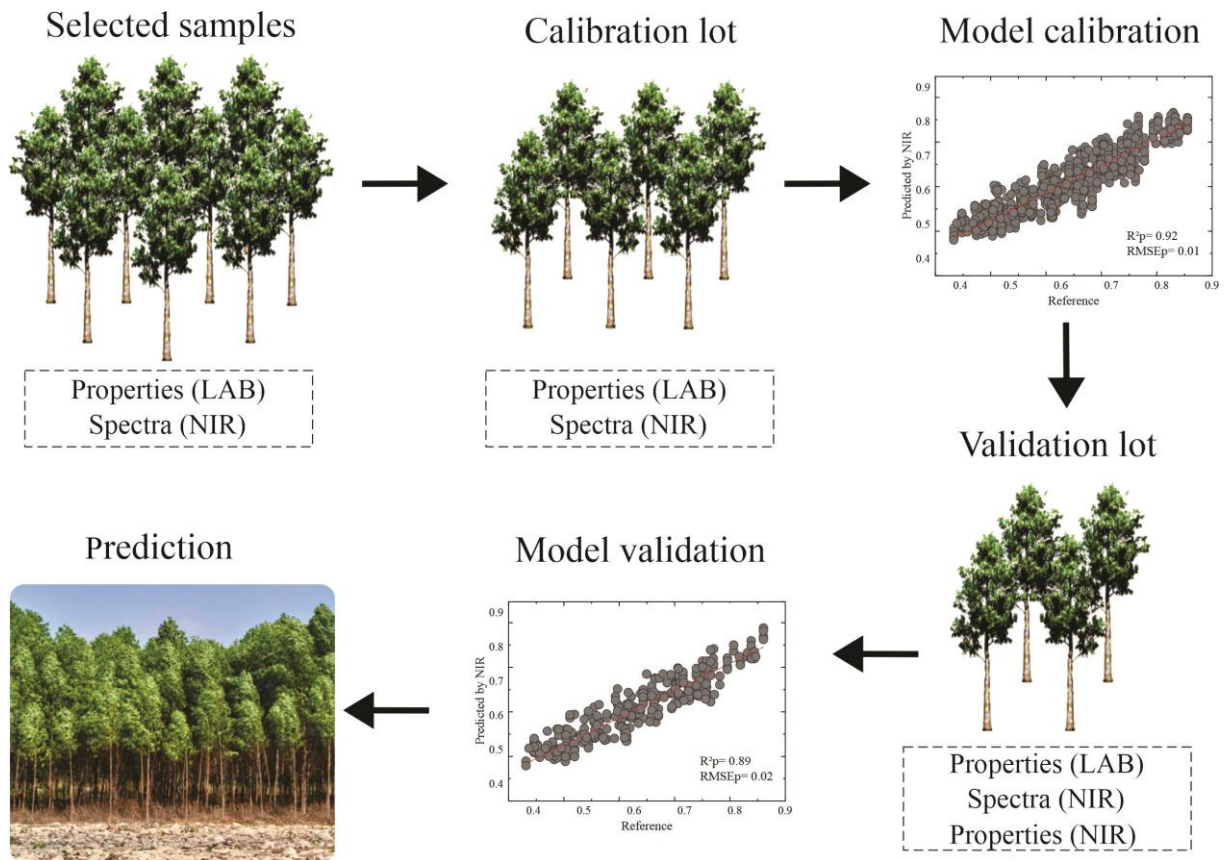 Selected samples
Properties (LAB)
Spectra (NIR)
Calibration lot
Properties (LAB)
Spectra (NIR)
Model calibration
Predicted by NIR
0.9
0.8
0.7
0.6
0.5
0.4
R²p= 0.92
RMSEp= 0.01
0.4 0.5 0.6 0.7 0.8 0.9
Reference
Validation lot
Properties (LAB)
Spectra (NIR)
Properties (NIR)
Model validation
Predicted by NIR
0.9
0.8
0.7
0.6
0.5
0.4
R²p= 0.89
RMSEp= 0.02
0.4 0.5 0.6 0.7 0.8 0.9
Reference
Prediction